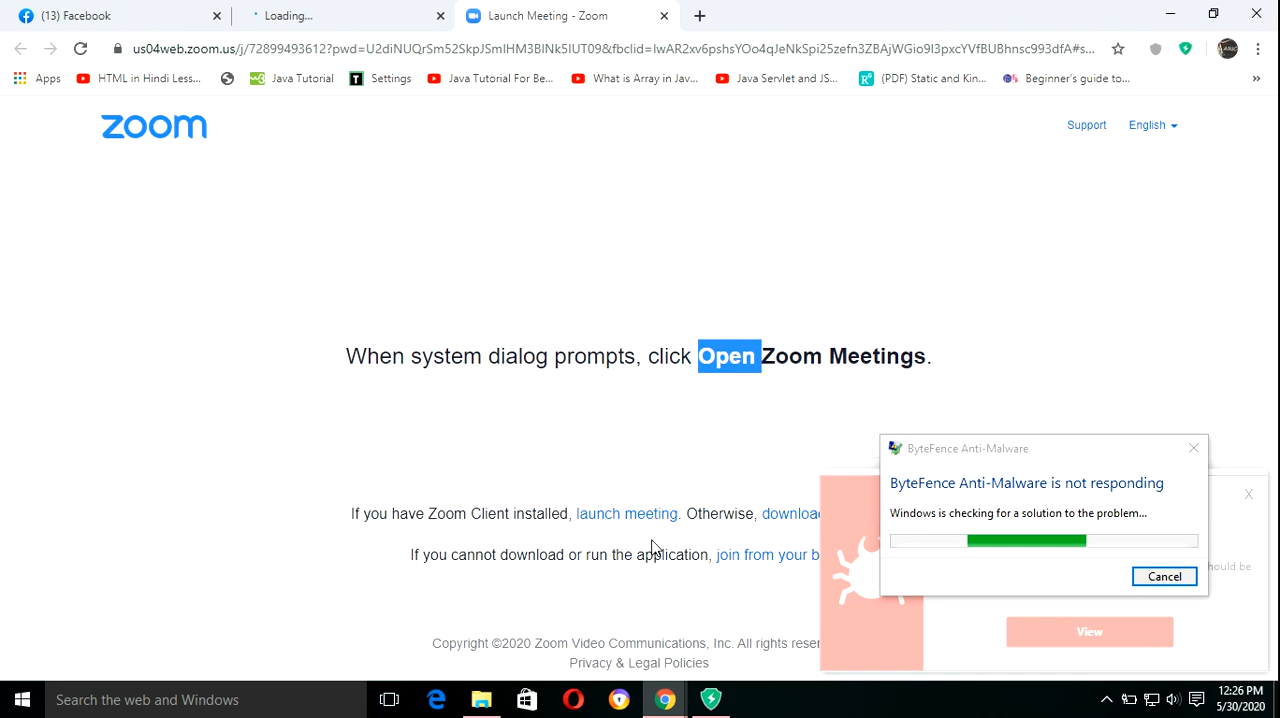 (13) Facebook
Loading...
Launch Meeting - Zoom
us04web.zoom.us/j/72899493612?pwd=U2diNUQrSm52SkpJSmlHM3BlNk5IUT09&fbclid=IwAR2xv6pshsYOo4qJeNkSpi25zefn3ZBAjWGio9l3pxcYVfBUBhnsc993dfA#s...
Apps
HTML in Hindi Less...
Java Tutorial
Settings
Java Tutorial For Be...
What is Array in Jav...
Java Servlet and JS...
(PDF) Static and Kin...
Beginner's guide to...
zoom
Support
English
When system dialog prompts, click Open Zoom Meetings.
ByteFence Anti-Malware
ByteFence Anti-Malware is not responding
Windows is checking for a solution to the problem...
Cancel
If you have Zoom Client installed, launch meeting. Otherwise, downloa
If you cannot download or run the application, join from your b
hould be
View
Copyright ©2020 Zoom Video Communications, Inc. All rights reser
Privacy & Legal Policies
Search the web and Windows
12:26 PM
5/30/2020